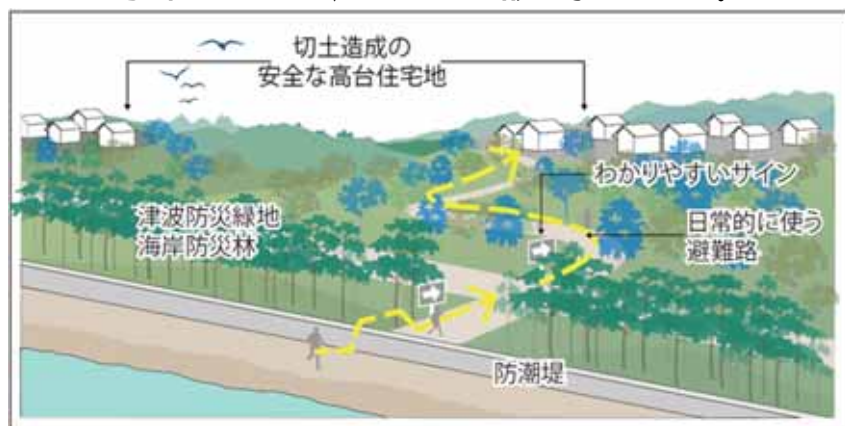 切土造成の
安全な高台住宅地
わかりやすいサイン
津波防災緑地
海岸防災林
日常的に使う
避難路
防潮堤